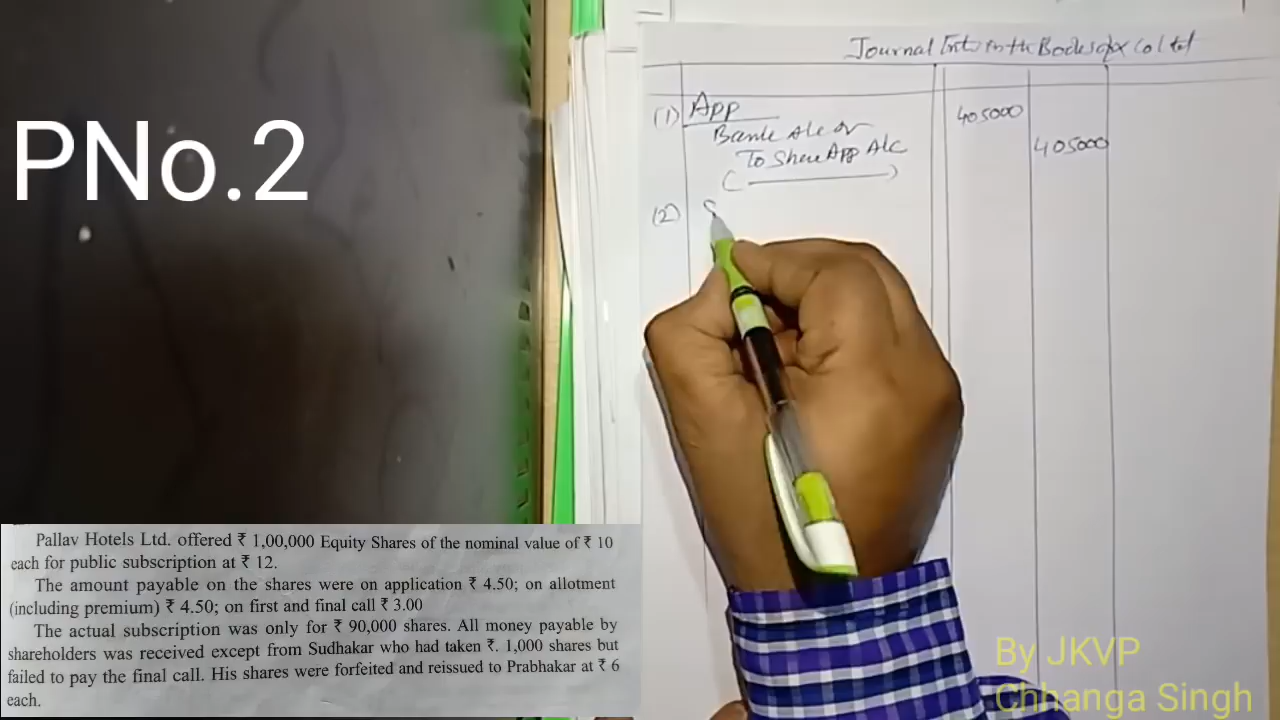 PNo.2
Journal in the Books of x Co Ltd
(1) App
Bank A/c Dr
405000
To Share App A/c
405000
(2) S
Pallav Hotels Ltd. offered ₹ 1,00,000 Equity Shares of the nominal value of ₹ 10
each for public subscription at ₹ 12.
The amount payable on the shares were on application ₹ 4.50; on allotment
(including premium) ₹ 4.50; on first and final call ₹ 3.00
The actual subscription was only for ₹ 90,000 shares. All money payable by
shareholders was received except from Sudhakar who had taken ₹. 1,000 shares but
failed to pay the final call. His shares were forfeited and reissued to Prabhakar at ₹ 6
each.
By JKVP
Chhanga Singh